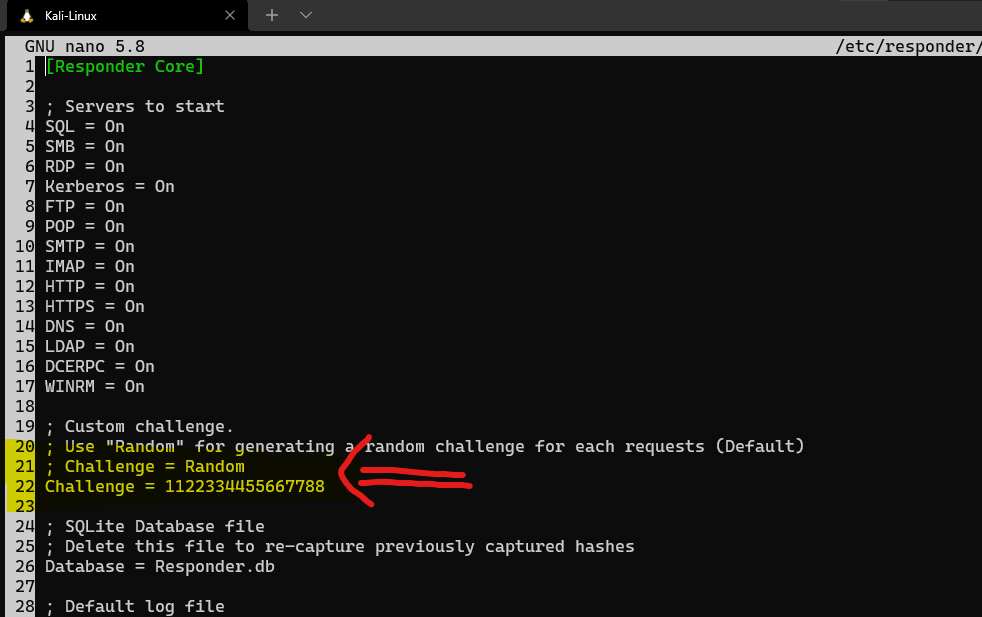 Kali-Linux
GNU nano 5.8 /etc/responder/
1 [Responder Core]
2
3 ; Servers to start
4 SQL = On
5 SMB = On
6 RDP = On
7 Kerberos = On
8 FTP = On
9 POP = On
10 SMTP = On
11 IMAP = On
12 HTTP = On
13 HTTPS = On
14 DNS = On
15 LDAP = On
16 DCERPC = On
17 WINRM = On
18
19 ; Custom challenge.
20 ; Use "Random" for generating a random challenge for each requests (Default)
21 ; Challenge = Random
22 Challenge = 1122334455667788
23
24 ; SQLite Database file
25 ; Delete this file to re-capture previously captured hashes
26 Database = Responder.db
27
28 ; Default log file